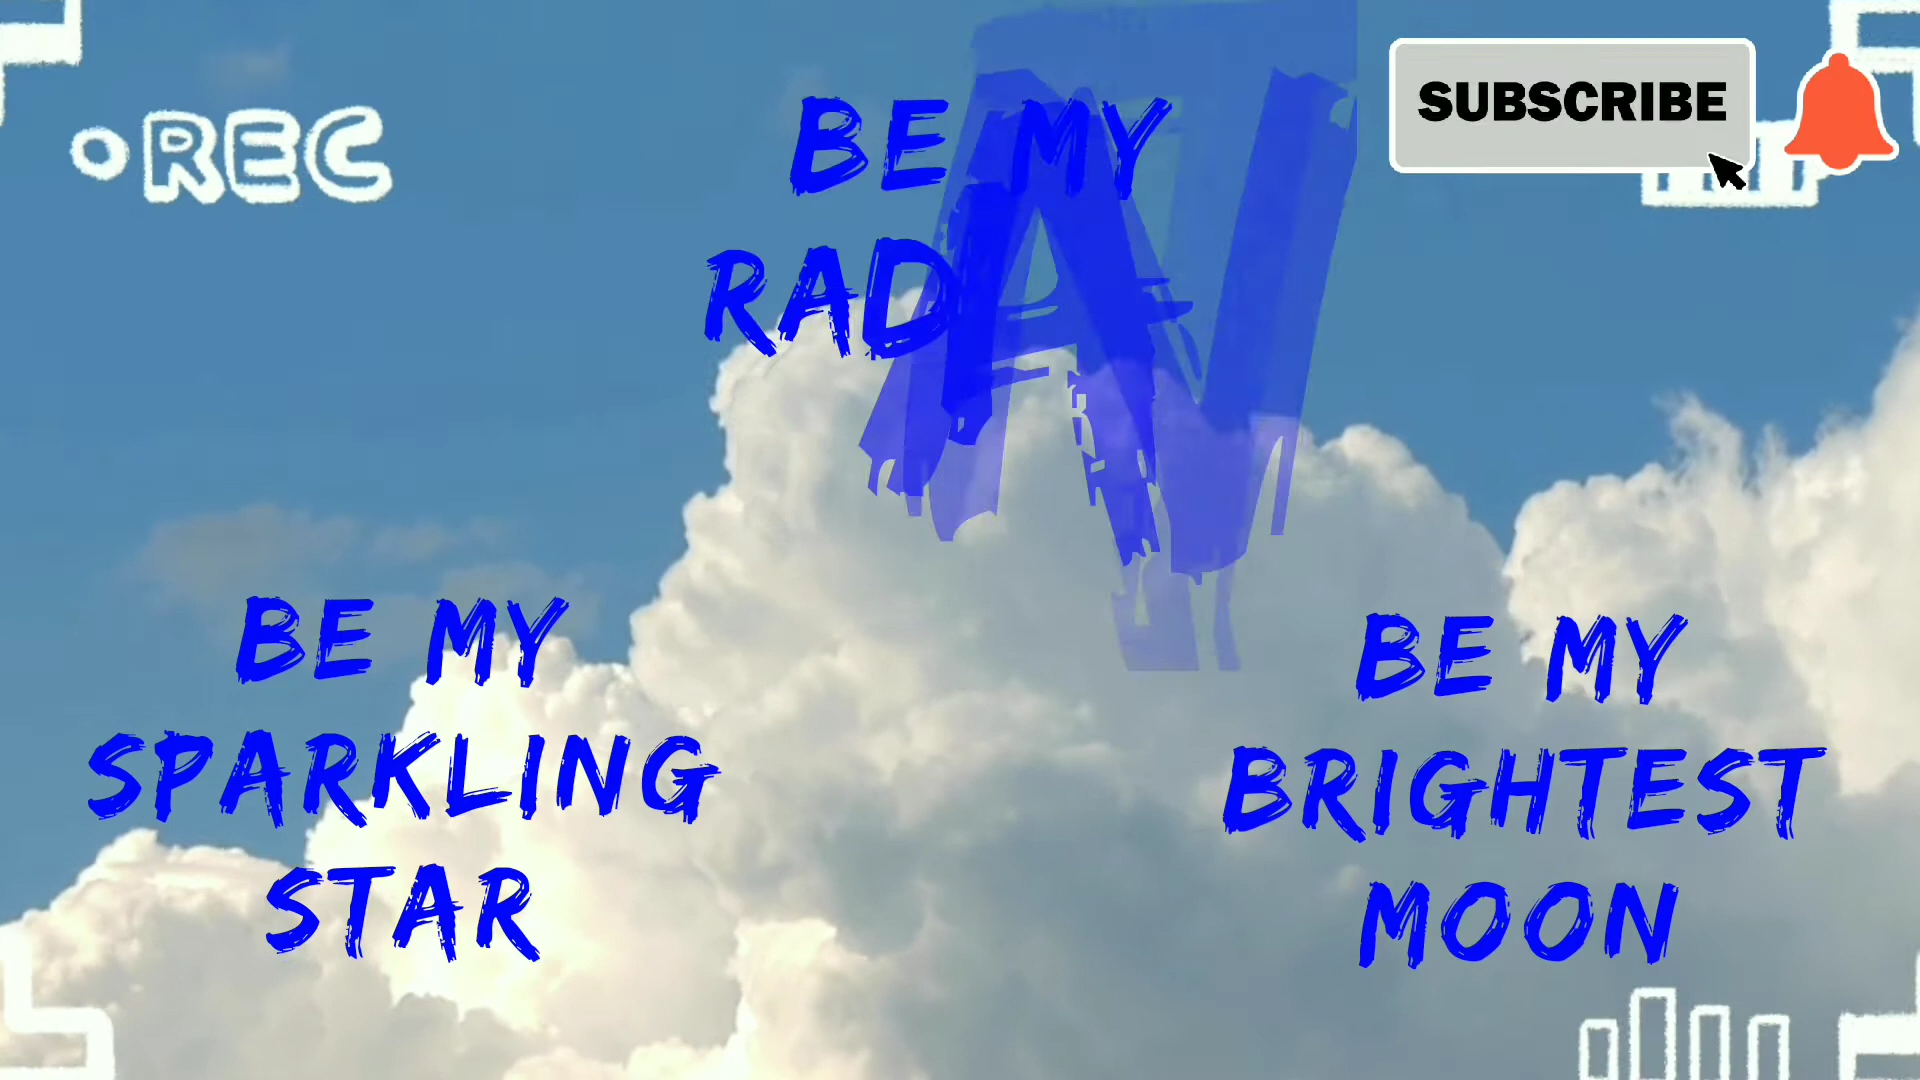 REC
SUBSCRIBE
BE MY
RAD
BE MY
SPARKLING
STAR
BE MY
BRIGHTEST
MOON